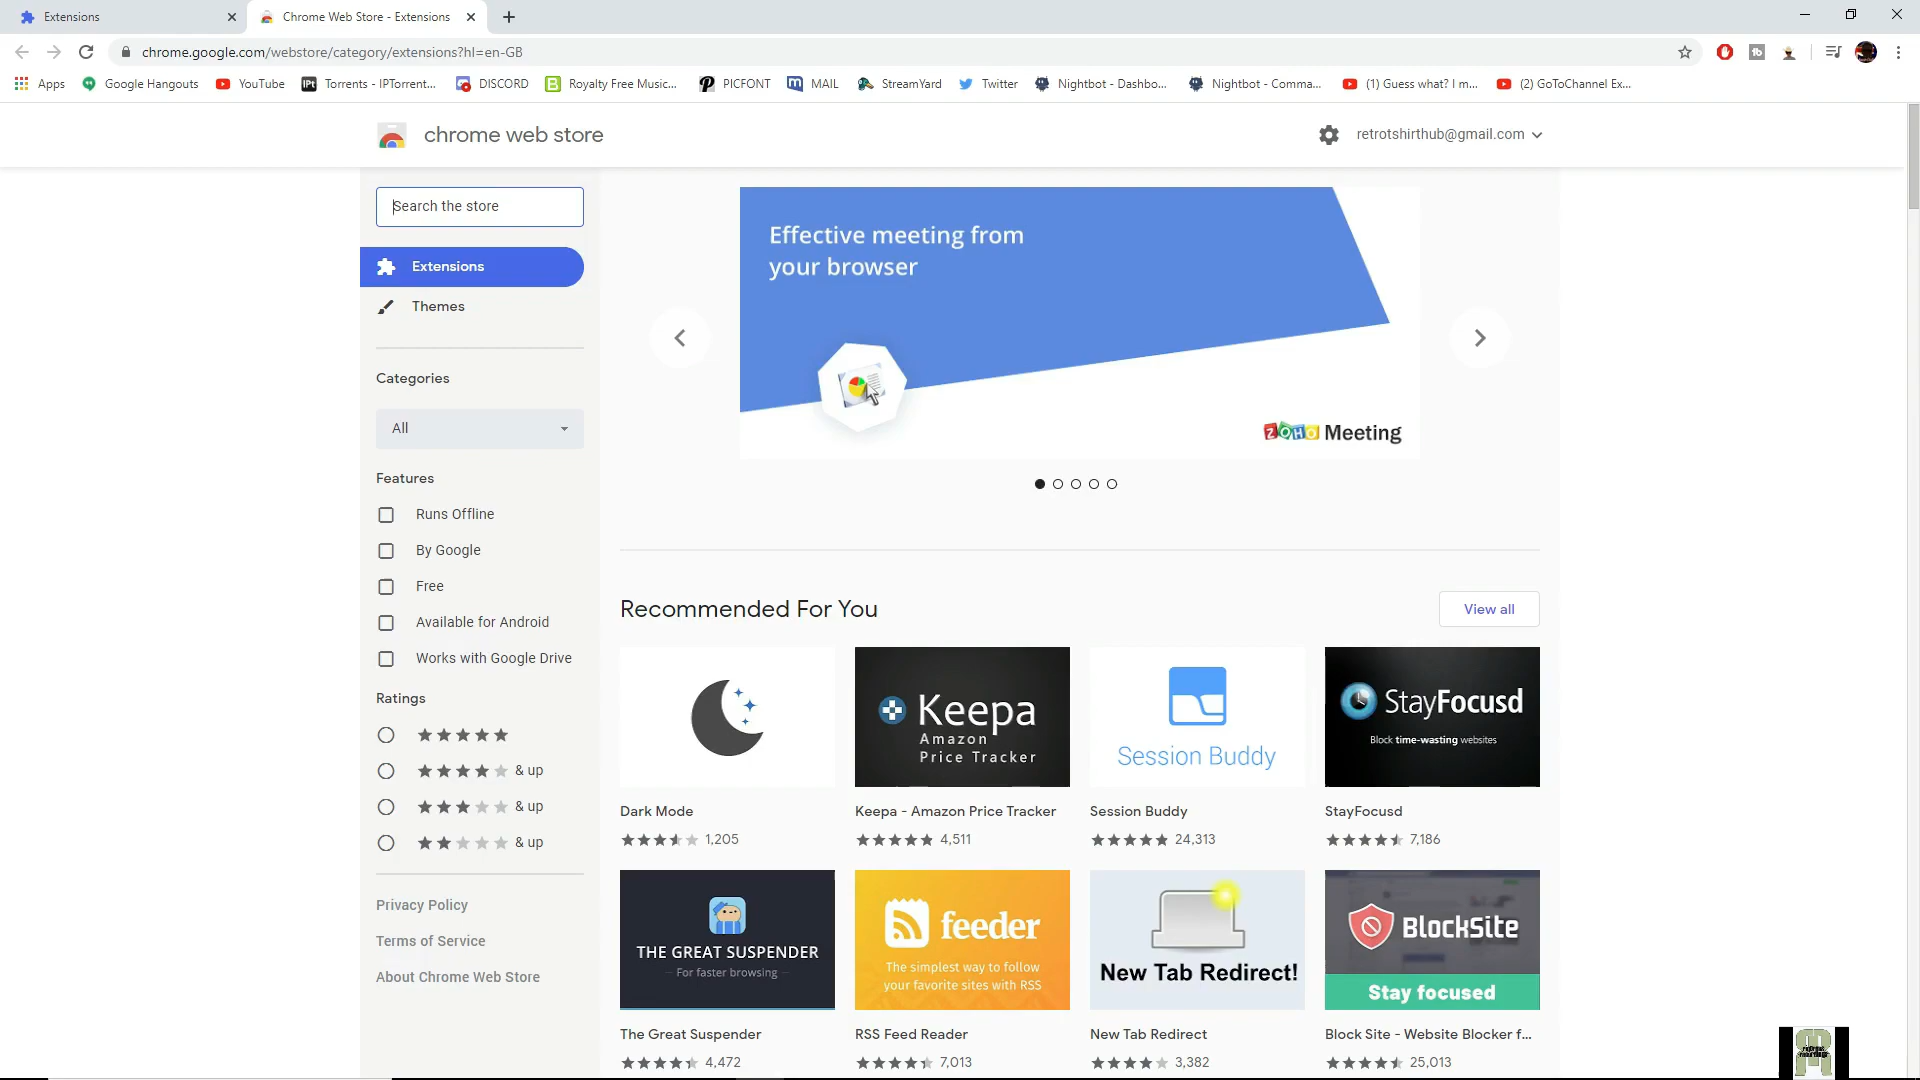 Extensions
Chrome Web Store - Extensions
chrome.google.com/webstore/category/extensions?hl=en-GB
Apps
Google Hangouts
YouTube
Torrents - IPTorrent...
DISCORD
Royalty Free Music...
PICFONT
MAIL
StreamYard
Twitter
Nightbot - Dashbo...
Nightbot - Comma...
(1) Guess what? I m...
(2) GoToChannel Ex...
chrome web store
retrotshirthub@gmail.com
Search the store
Extensions
Themes
Categories
All
Features
Runs Offline
By Google
Free
Available for Android
Works with Google Drive
Ratings
& up
& up
& up
Privacy Policy
Terms of Service
About Chrome Web Store
Effective meeting from
your browser
ZOHO Meeting
Recommended For You
View all
Keepa
Amazon
Price Tracker
Session Buddy
StayFocusd
Block time-wasting websites
Dark Mode
1,205
Keepa - Amazon Price Tracker
4,511
Session Buddy
24,313
StayFocusd
7,186
THE GREAT SUSPENDER
For faster browsing
feeder
The simplest way to follow
your favorite sites with RSS
New Tab Redirect!
BlockSite
Stay focused
The Great Suspender
4,472
RSS Feed Reader
7,013
New Tab Redirect
3,382
Block Site - Website Blocker f...
25,013